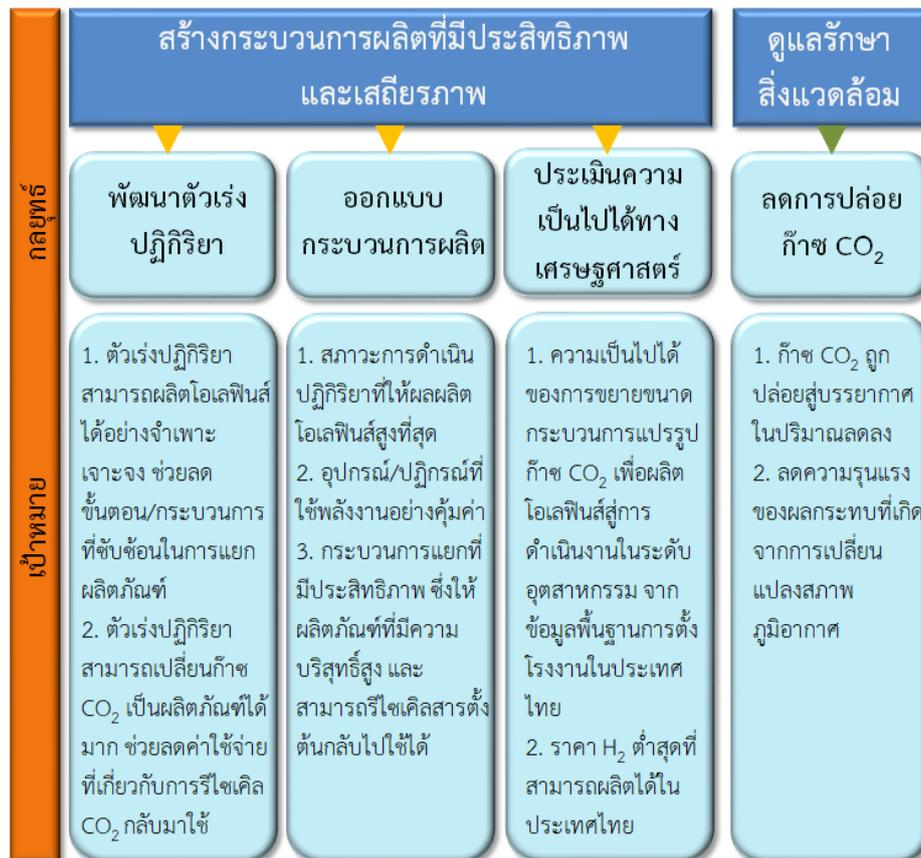 สร้างกระบวนการผลิตที่มีประสิทธิภาพ
และเสถียรภาพ
ดูแลรักษา
สิ่งแวดล้อม
กลยุทธ์
พัฒนาตัวเร่ง
ปฏิกิริยา
ออกแบบ
กระบวนการผลิต
ประเมินความ
เป็นไปได้ทาง
เศรษฐศาสตร์
ลดการปล่อย
ก๊าซ CO₂
เป้าหมาย
1. ตัวเร่งปฏิกิริยา
สามารถผลิตโอเลฟินส์
ได้อย่างจำเพาะ
เจาะจง ช่วยลด
ขั้นตอน/กระบวนการ
ที่ซับซ้อนในการแยก
ผลิตภัณฑ์
2. ตัวเร่งปฏิกิริยา
สามารถเปลี่ยนก๊าซ
CO₂ เป็นผลิตภัณฑ์ได้
มาก ช่วยลดค่าใช้จ่าย
ที่เกี่ยวกับการรีไซเคิล
CO₂ กลับมาใช้
1. สภาวะการดำเนิน
ปฏิกิริยาที่ให้ผลผลิต
โอเลฟินส์สูงที่สุด
2. อุปกรณ์/ปฏิกรณ์ที่
ใช้พลังงานอย่างคุ้มค่า
3. กระบวนการแยกที่
มีประสิทธิภาพ ซึ่งให้
ผลิตภัณฑ์ที่มีความ
บริสุทธิ์สูง และ
สามารถรีไซเคิลสารตั้ง
ต้นกลับไปใช้ได้
1. ความเป็นไปได้
ของการขยายขนาด
กระบวนการแปรรูป
ก๊าซ CO₂ เพื่อผลิต
โอเลฟินส์สู่การ
ดำเนินงานในระดับ
อุตสาหกรรม จาก
ข้อมูลพื้นฐานการตั้ง
โรงงานในประเทศ
ไทย
2. ราคา H₂ ต่ำสุดที่
สามารถผลิตได้ใน
ประเทศไทย
1. ก๊าซ CO₂ ถูก
ปล่อยสู่บรรยากาศ
ในปริมาณลดลง
2. ลดความรุนแรง
ของผลกระทบที่เกิด
จากการเปลี่ยน
แปลงสภาพ
ภูมิอากาศ